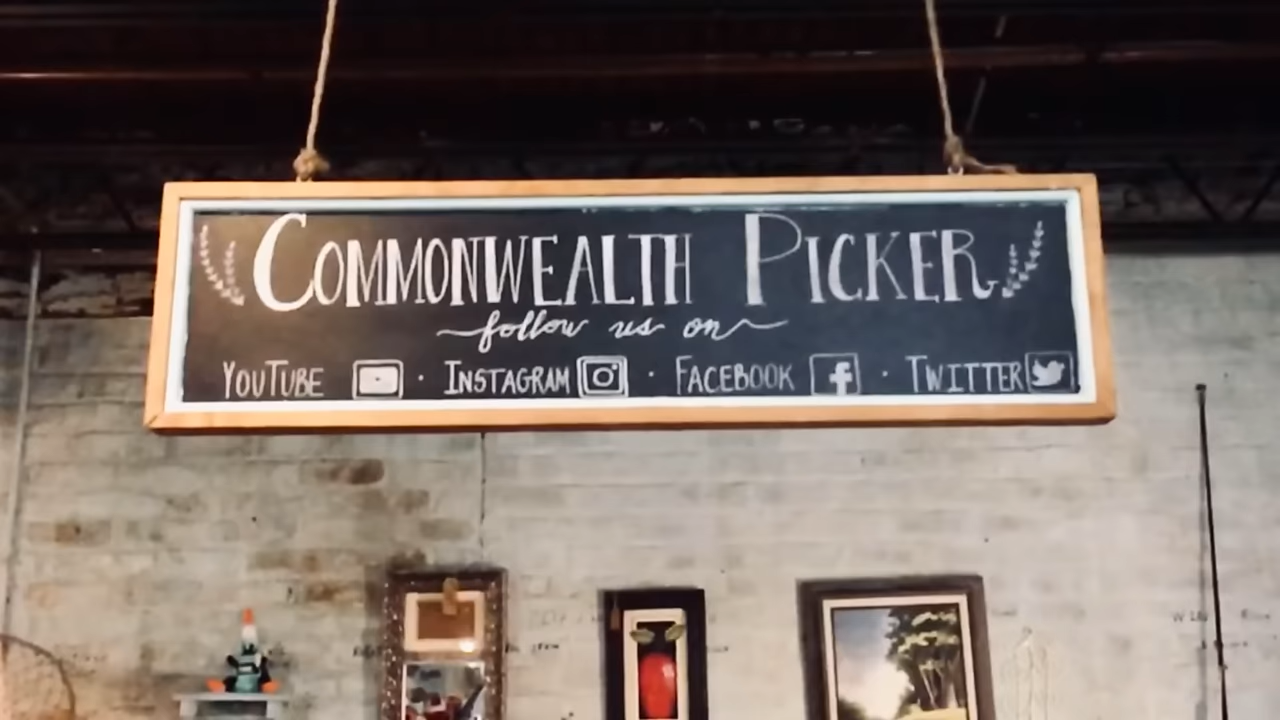 COMMONWEALTH PICKER
follow us on
YOUTUBE · INSTAGRAM · FACEBOOK · TWITTER